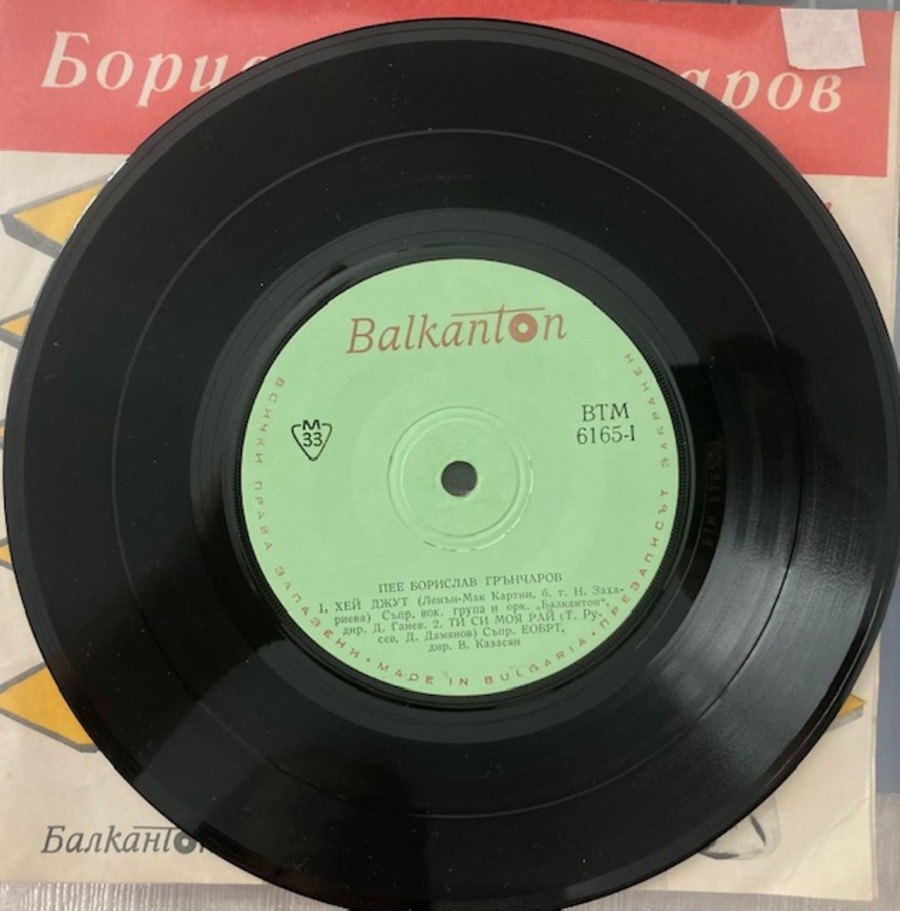 Борис
аров
Balkanton
M
33
ВТМ
6165-I
ПЕЕ БОРИСЛАВ ГРЪНЧАРОВ
1. ХЕЙ ДЖУТ (Ленън-Мак Картни, б. т. Н. Заха-
риева) Съпр. вок. група и орк. „Балкантон“,
дир. Д. Ганев. 2. ТИ СИ МОЯ РАЙ (Т. Ру-
сев, Д. Дамянов) Съпр. ЕОБРТ,
дир. В. Казасян
ВСИЧКИ ПРАВА ЗАПАЗЕНИ • MADE IN BULGARIA • ПРЕЗАПИСЪТ ЗАБРАНЕН
Балкантон